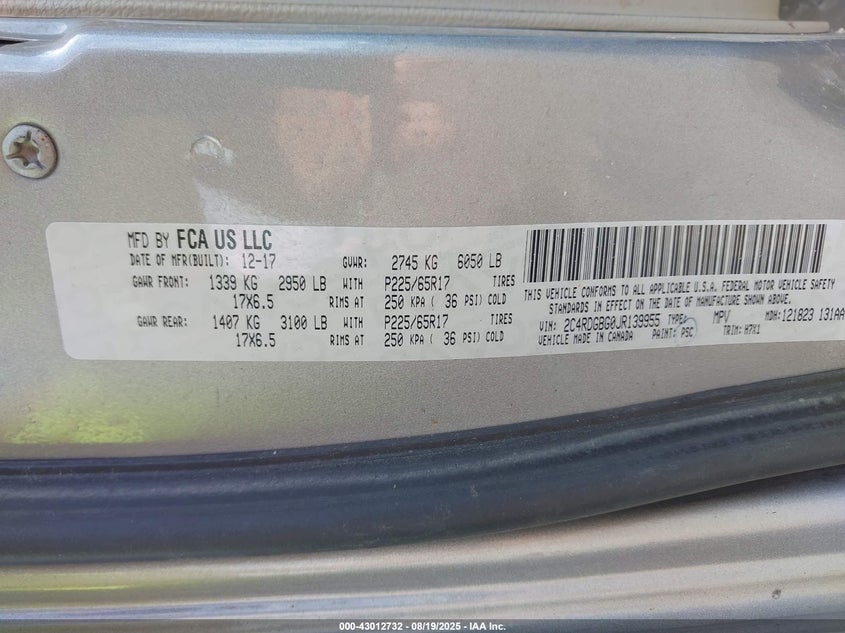 MFD BY FCA US LLC
DATE OF MFR(BUILT): 12-17 GVWR: 2745 KG 6050 LB
GAWR FRONT: 1339 KG 2950 LB WITH P225/65R17 TIRES
17X6.5 RIMS AT 250 KPA ( 36 PSI) COLD
GAWR REAR: 1407 KG 3100 LB WITH P225/65R17 TIRES
17X6.5 RIMS AT 250 KPA ( 36 PSI) COLD
THIS VEHICLE CONFORMS TO ALL APPLICABLE U.S.A. FEDERAL MOTOR VEHICLE SAFETY
STANDARDS IN EFFECT ON THE DATE OF MANUFACTURE SHOWN ABOVE.
VIN: 2C4RDGBG0JR139955 TYPE: MPV MDH: 121823 131AA
VEHICLE MADE IN CANADA PAINT: PSC TRIM: H7X1
000-43012732 - 08/19/2025 - IAA Inc.